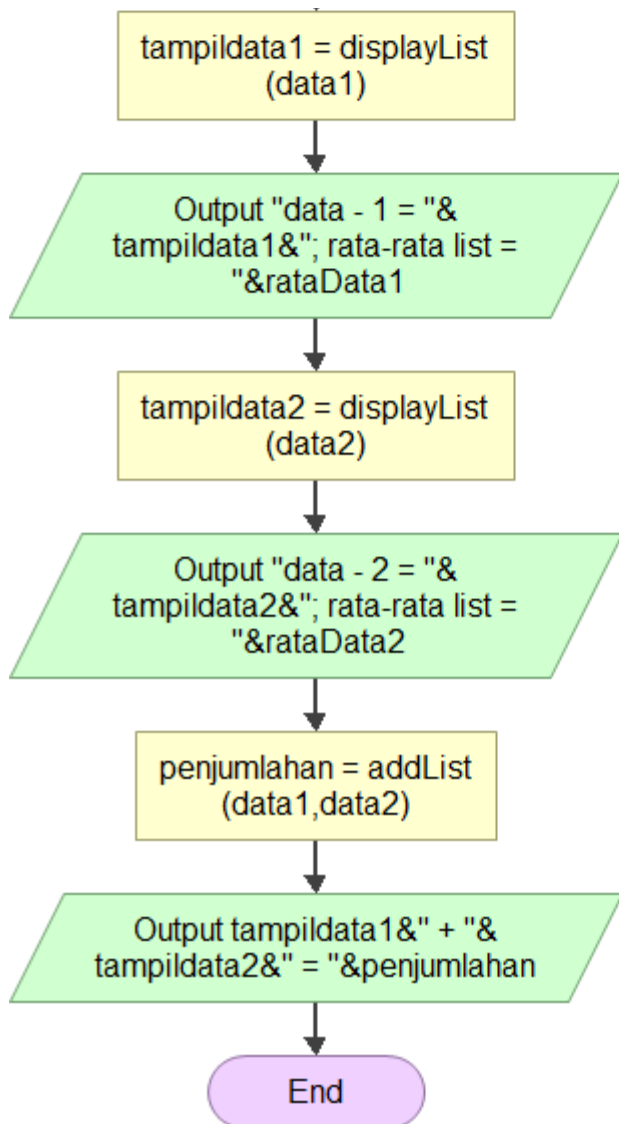 tampildata1 = displayList
(data1)
Output "data - 1 = "&
tampildata1&"; rata-rata list =
"&rataData1
tampildata2 = displayList
(data2)
Output "data - 2 = "&
tampildata2&"; rata-rata list =
"&rataData2
penjumlahan = addList
(data1,data2)
Output tampildata1&" + "&
tampildata2&" = "&penjumlahan
End